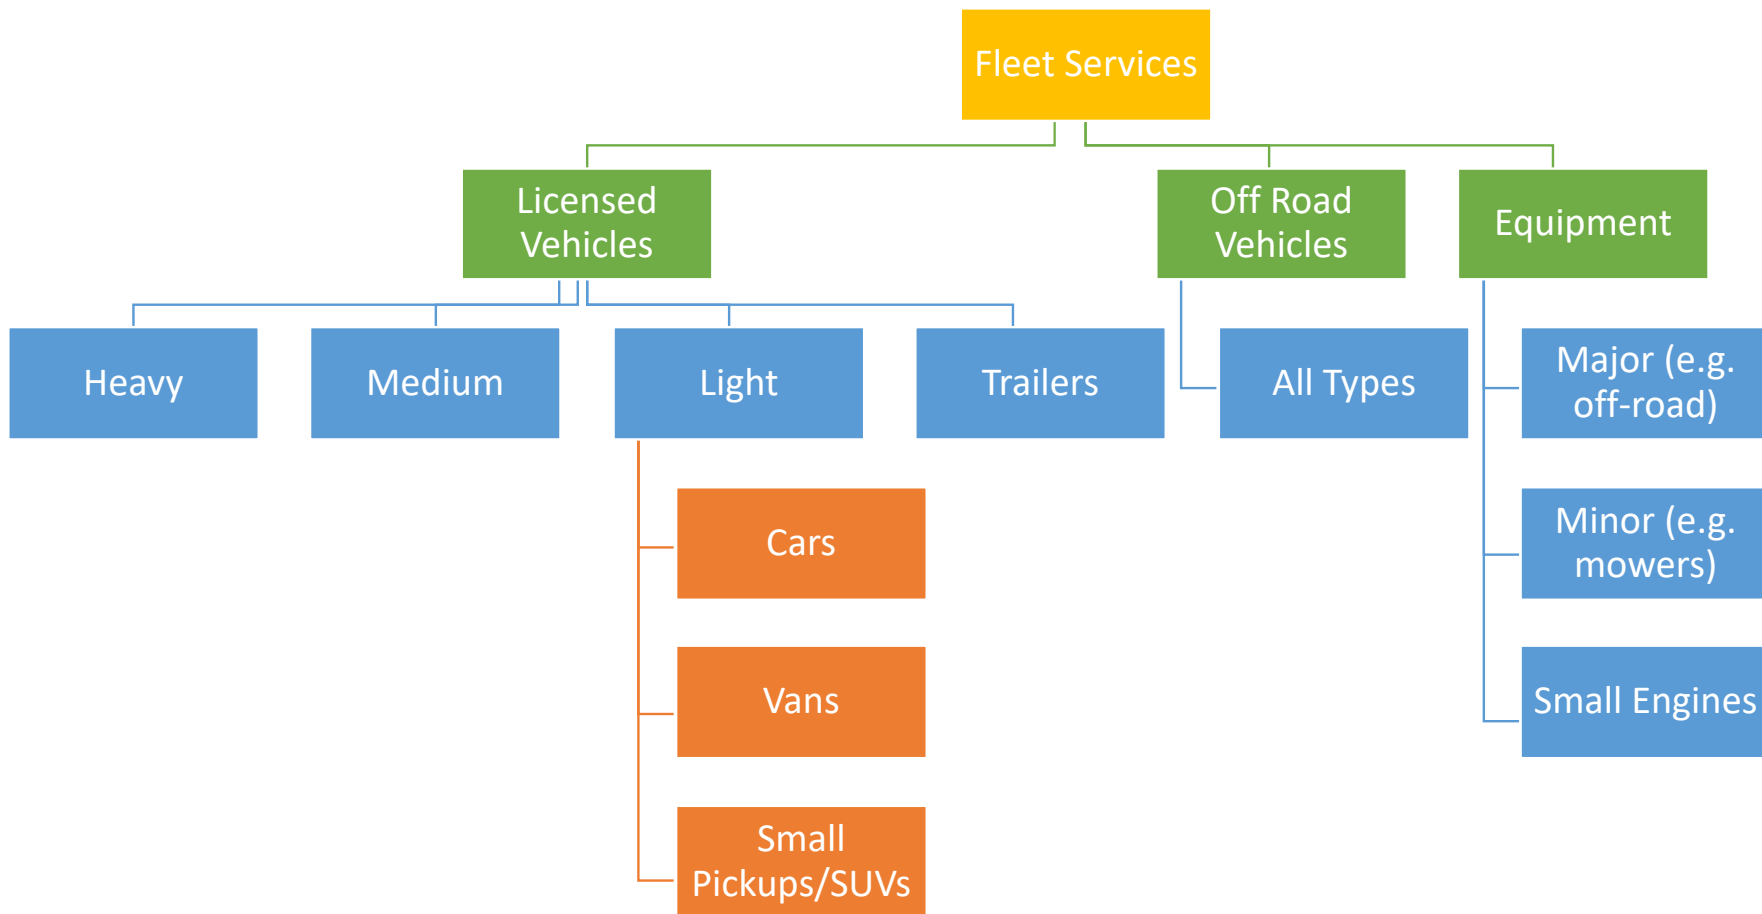 Fleet Services
Licensed
Vehicles
Off Road
Vehicles
Equipment
Heavy
Medium
Light
Trailers
All Types
Major (e.g.
off-road)
Cars
Minor (e.g.
mowers)
Vans
Small Engines
Small
Pickups/SUVs